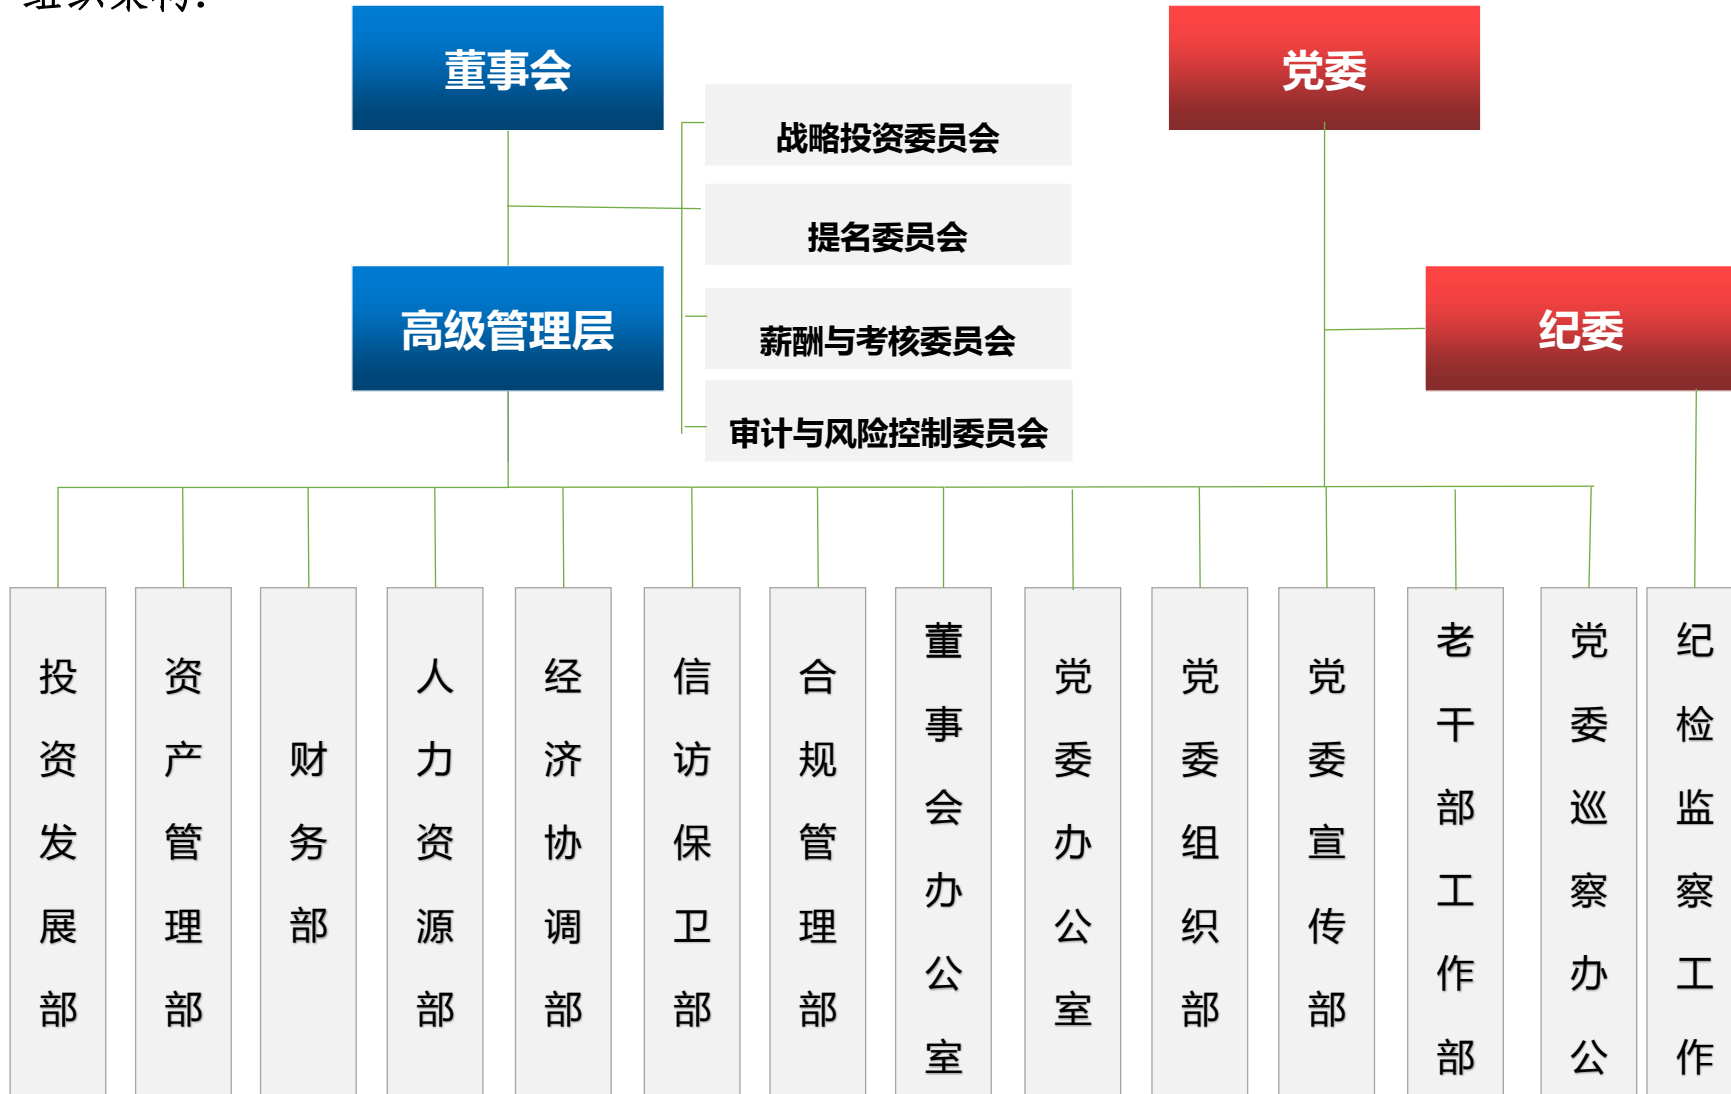 组织架构:
董事会
党委
战略投资委员会
提名委员会
高级管理层
纪委
薪酬与考核委员会
审计与风险控制委员会
投资发展部
资产管理部
财务部
人力资源部
经济协调部
信访保卫部
合规管理部
董事会办公室
党委办公室
党委组织部
党委宣传部
老干部工作部
党委巡察办公
纪检监察工作